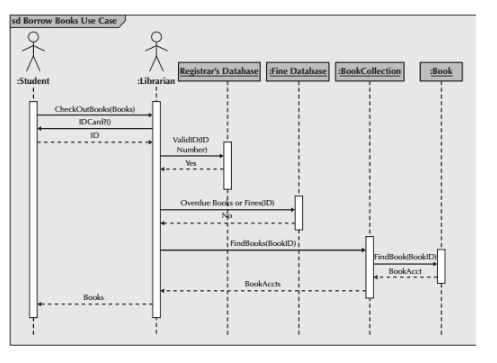 sd Borrow Books Use Case
:Student
:Librarian
Registrar's Database
:Fine Database
:BookCollection
:Book
CheckOutBooks(Books)
IDCard?()
ID
ValidID(ID
Number)
Yes
Overdue Books or Fines(ID)
No
FindBooks(BookID)
FindBook(BookID)
BookAcct
BookAccts
Books